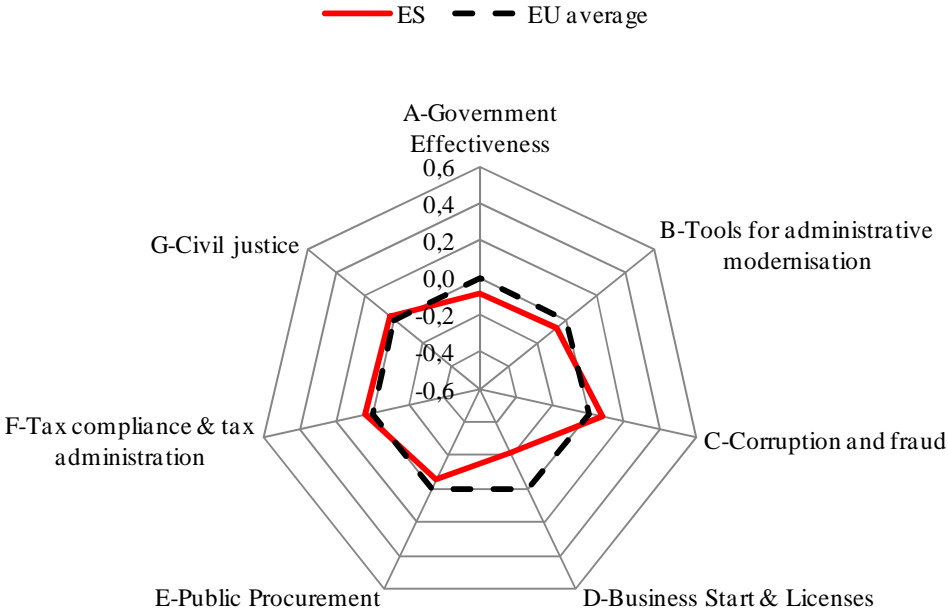 ES
EU average
A-Government
Effectiveness
0,6
0,4
0,2
0,0
-0,2
-0,4
-0,6
B-Tools for administrative
modernisation
C-Corruption and fraud
D-Business Start & Licenses
E-Public Procurement
F-Tax compliance & tax
administration
G-Civil justice